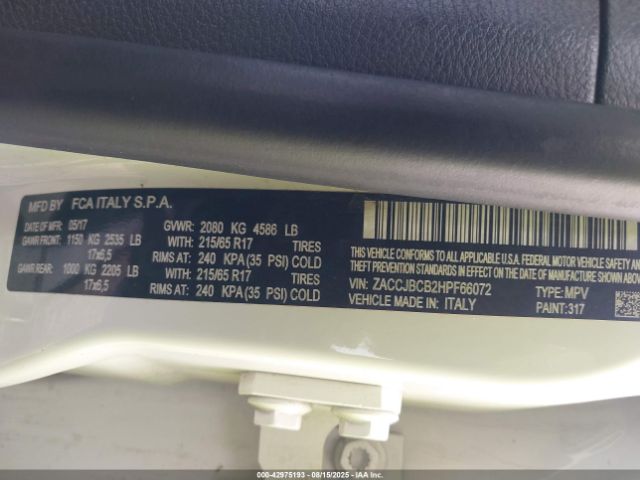 MFD BY FCA ITALY S.P.A.
DATE OF MFR: 05/17 GVWR: 2080 KG 4586 LB
GAWR FRONT: 1150 KG 2535 LB WITH: 215/65 R17 TIRES
17x6,5 RIMS AT: 240 KPA(35 PSI) COLD
GAWR REAR: 1000 KG 2205 LB WITH: 215/65 R17 TIRES
17x6,5 RIMS AT: 240 KPA(35 PSI) COLD
THIS VEHICLE CONFORMS TO ALL APPLICABLE U.S.A. FEDERAL MOTOR VEHICLE SAFETY AND
THEFT PREVENTION STANDARDS IN EFFECT ON THE DATE OF MANUFACTURE SHOWN ABOVE
VIN: ZACCJBCB2HPF66072 TYPE: MPV
VEHICLE MADE IN: ITALY PAINT: 317
000-42975193 - 08/15/2025 - COPYRIGHT IAA, LLC.